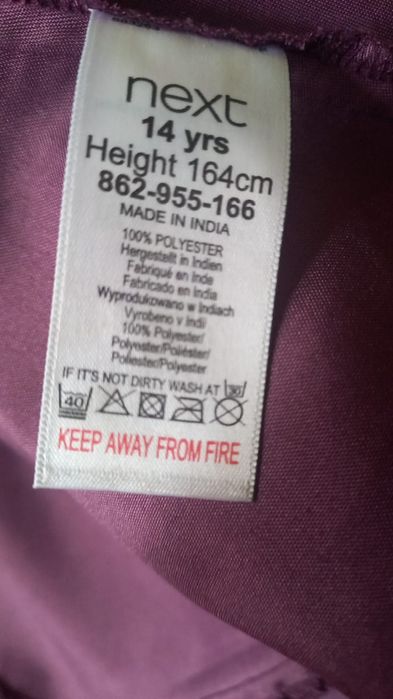 next
14 yrs
Height 164cm
862-955-166
MADE IN INDIA
100% POLYESTER
Hergestellt in Indien
Fabriqué en Inde
Fabricado en India
Wyprodukowano w Indiach
Vyrobeno v Indii
100% Polyester/
Polyester/Poliéster/
Poliester/Polyester
IF IT'S NOT DIRTY WASH AT 30
40
KEEP AWAY FROM FIRE